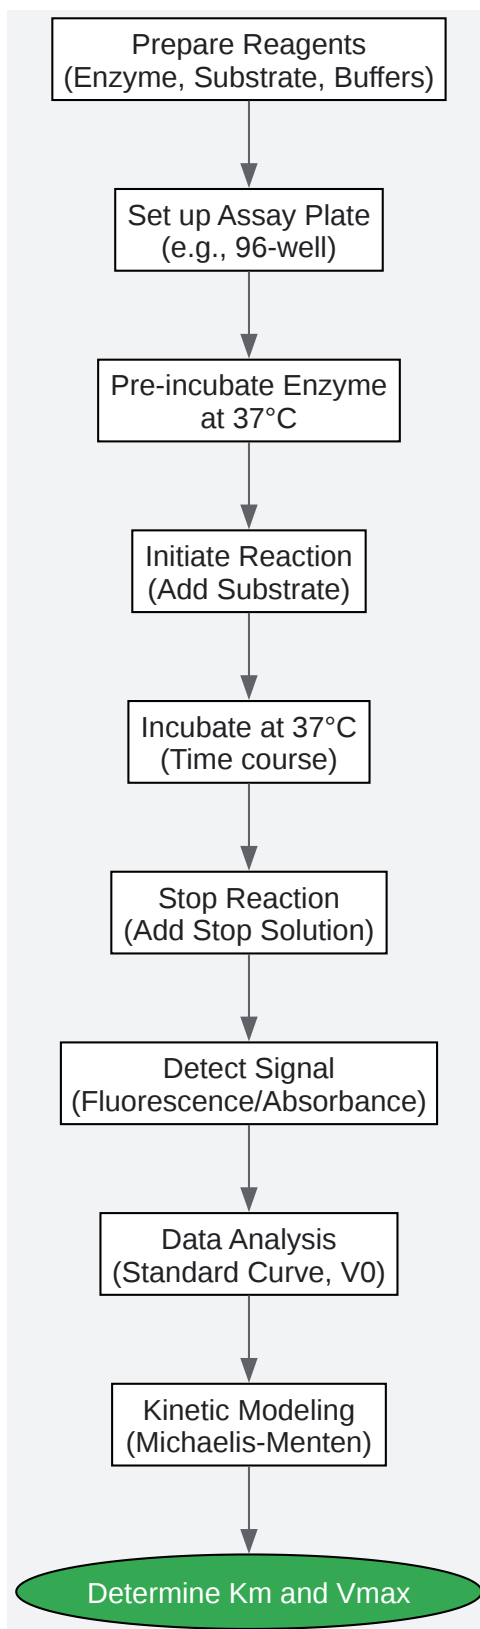 Prepare Reagents
(Enzyme, Substrate, Buffers)
Set up Assay Plate
(e.g., 96-well)
Pre-incubate Enzyme
at 37°C
Initiate Reaction
(Add Substrate)
Incubate at 37°C
(Time course)
Stop Reaction
(Add Stop Solution)
Detect Signal
(Fluorescence/Absorbance)
Data Analysis
(Standard Curve, V0)
Kinetic Modeling
(Michaelis-Menten)
Determine Km and Vmax